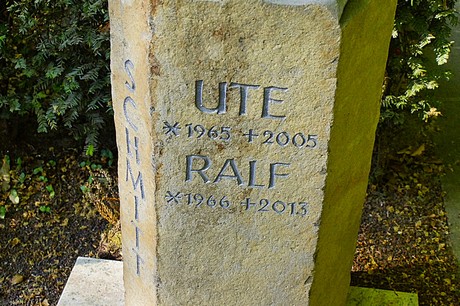 SCHMITT
UTE
*1965 +2005
RALF
*1966 +2013